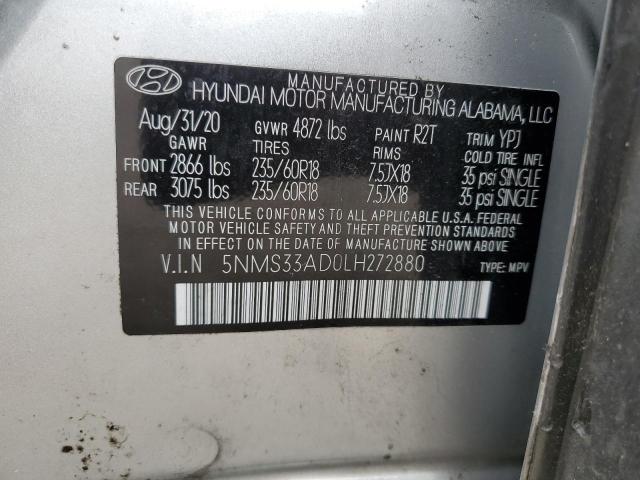 MANUFACTURED BY
HYUNDAI MOTOR MANUFACTURING ALABAMA, LLC
Aug/31/20 GVWR 4872 lbs PAINT R2T TRIM YPJ
GAWR TIRES RIMS COLD TIRE INFL
FRONT 2866 lbs 235/60R18 7.5JX18 35 psi SINGLE
REAR 3075 lbs 235/60R18 7.5JX18 35 psi SINGLE
THIS VEHICLE CONFORMS TO ALL APPLICABLE U.S.A. FEDERAL
MOTOR VEHICLE SAFETY AND THEFT PREVENTION STANDARDS
IN EFFECT ON THE DATE OF MANUFACTURE SHOWN ABOVE.
V.I.N 5NMS33AD0LH272880 TYPE: MPV